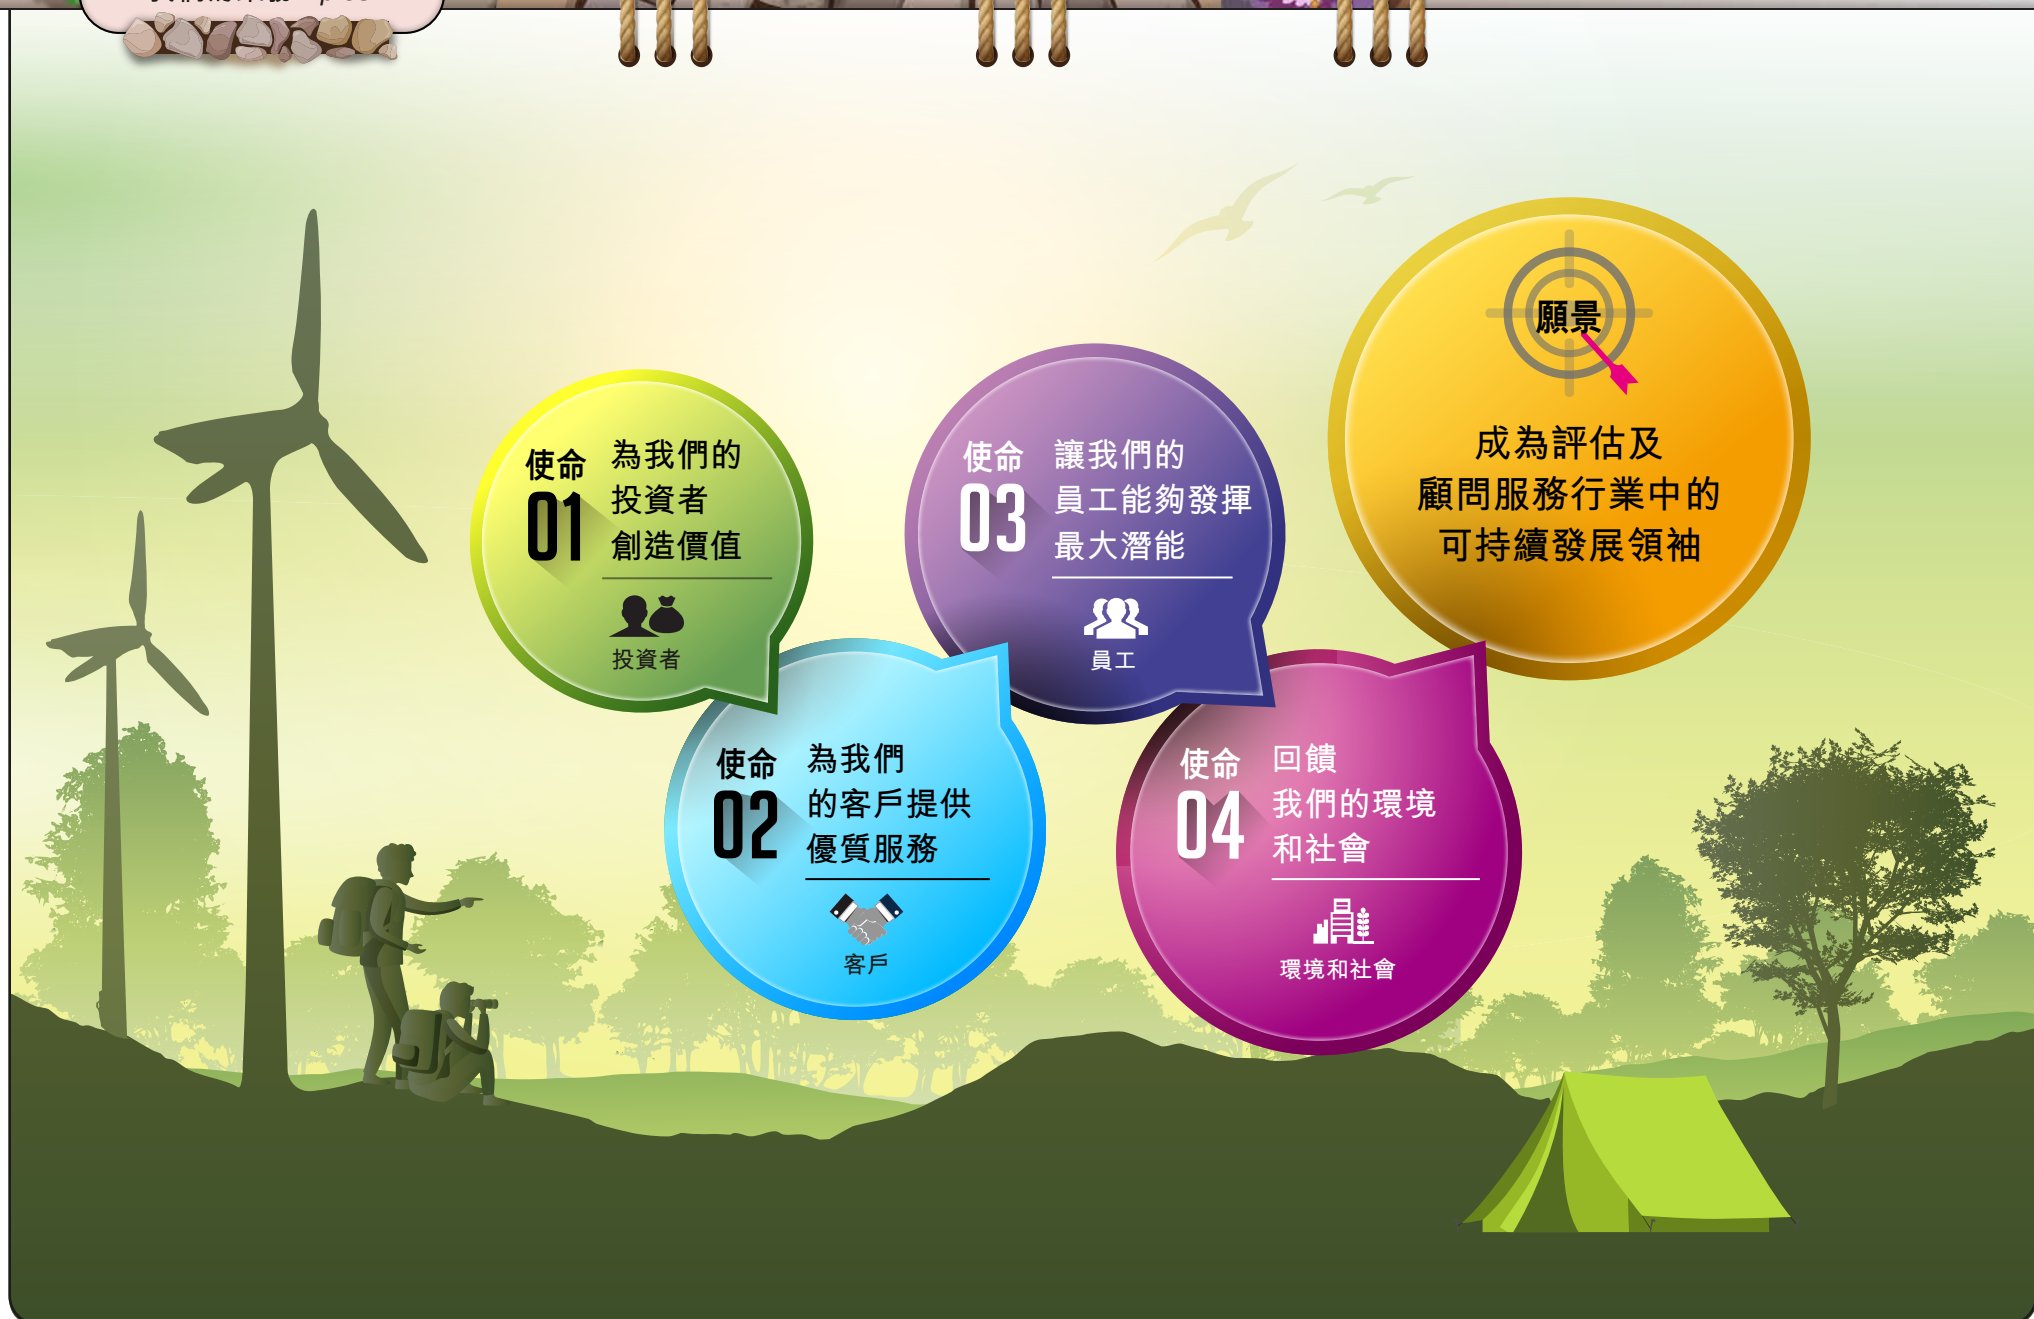 使命
01
為我們的
投資者
創造價值
投資者
使命
02
為我們
的客戶提供
優質服務
客戶
使命
03
讓我們的
員工能夠發揮
最大潛能
員工
使命
04
回饋
我們的環境
和社會
環境和社會
願景
成為評估及
顧問服務行業中的
可持續發展領袖